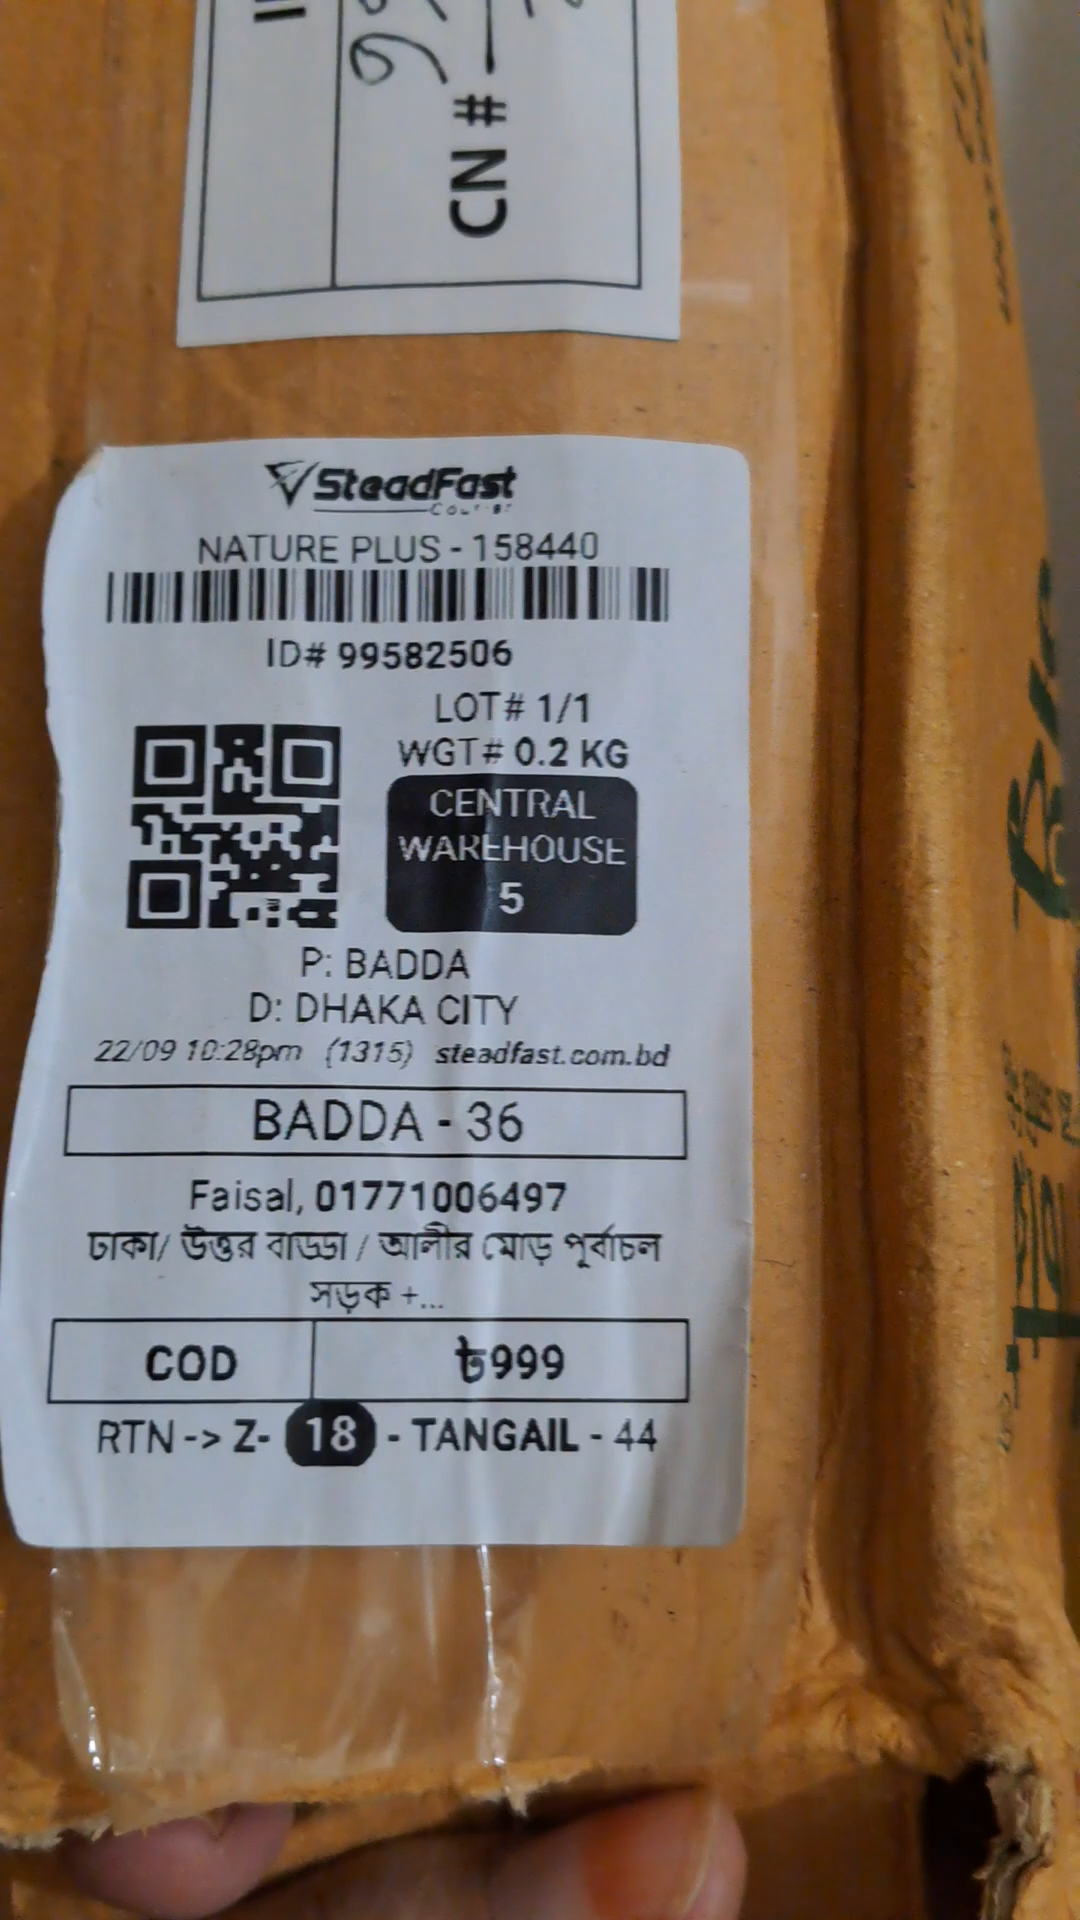 CN #
SteadFast
Courier
NATURE PLUS - 158440
ID# 99582506
LOT# 1/1
WGT# 0.2 KG
CENTRAL
WAREHOUSE
5
P: BADDA
D: DHAKA CITY
22/09 10:28pm (1315) steadfast.com.bd
BADDA - 36
Faisal, 01771006497
ঢাকা/ উত্তর বাড্ডা / আলীর মোড় পূর্বাচল
সড়ক +...
COD ৳999
RTN -> Z- 18 - TANGAIL - 44